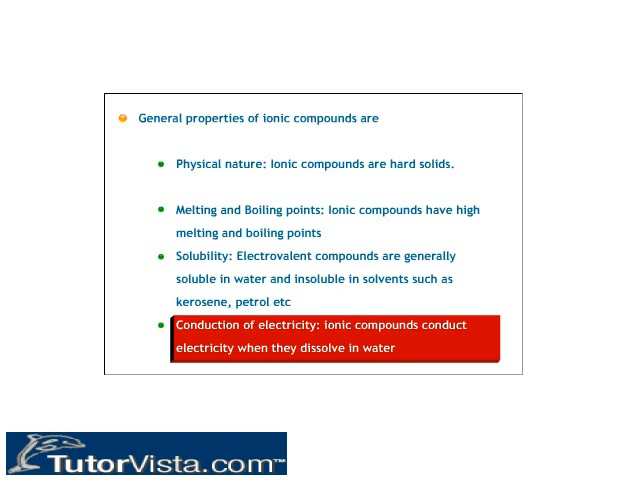 General properties of ionic compounds are
Physical nature: Ionic compounds are hard solids.
Melting and Boiling points: Ionic compounds have high
melting and boiling points
Solubility: Electrovalent compounds are generally
soluble in water and insoluble in solvents such as
kerosene, petrol etc
Conduction of electricity: ionic compounds conduct
electricity when they dissolve in water
TutorVista.com™